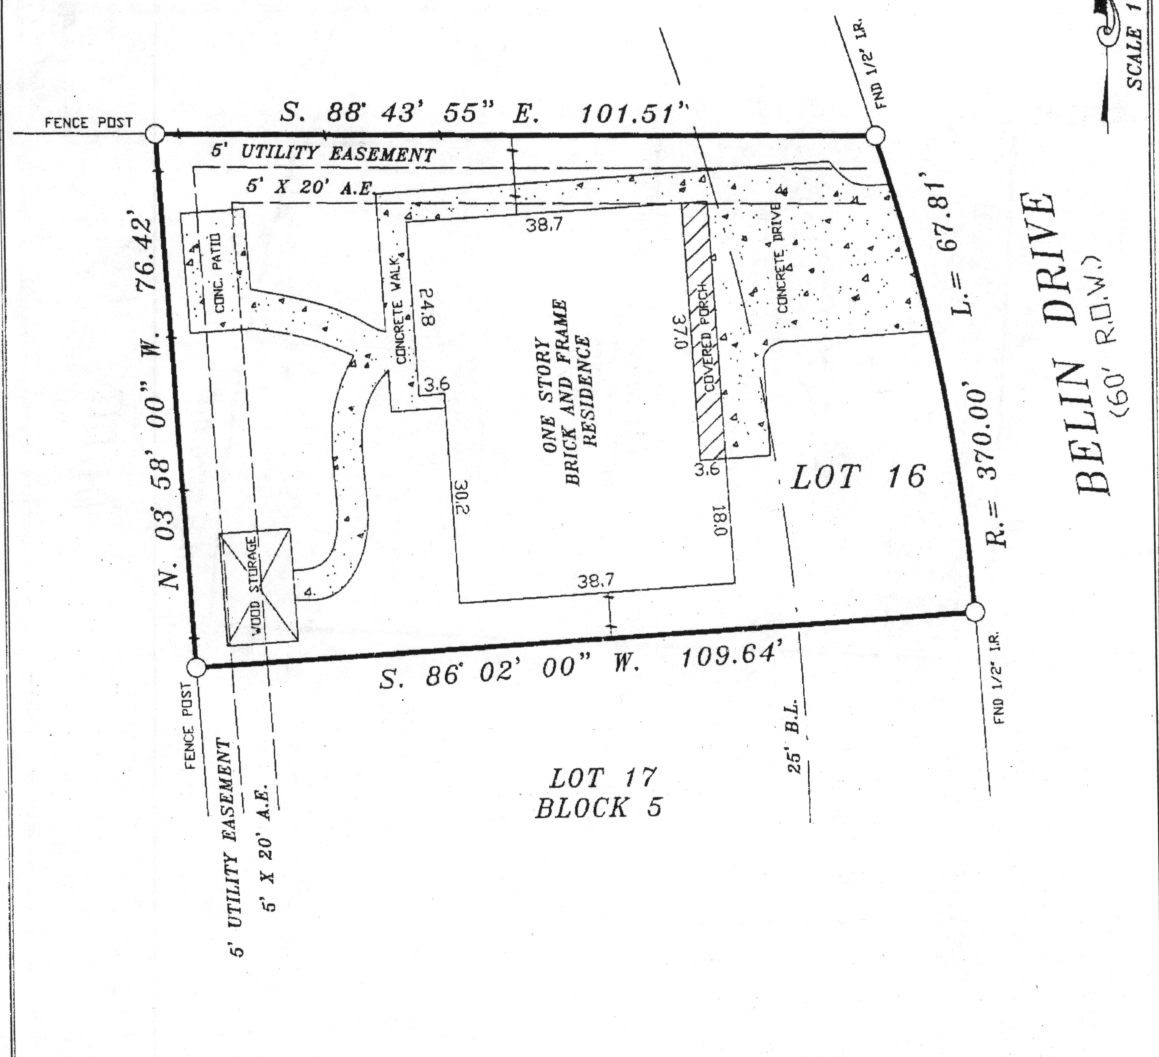 SCALE 1
FND 1/2" I.R.
FENCE POST
S. 88° 43' 55" E. 101.51'
5' UTILITY EASEMENT
5' X 20' A.E.
76.42'
N. 03° 58' 00" W.
CONC. PATIO
CONCRETE WALK
38.7
24.8
3.6
30.2
ONE STORY
BRICK AND FRAME
RESIDENCE
37.0
COVERED PORCH
CONCRETE DRIVE
3.6
18.0
38.7
LOT 16
L.= 67.81'
R.= 370.00'
BELIN DRIVE
(60' R.O.W.)
WOOD STORAGE
S. 86° 02' 00" W. 109.64'
FENCE POST
FND 1/2" I.R.
25' B.L.
LOT 17
BLOCK 5
5' UTILITY EASEMENT
5' X 20' A.E.